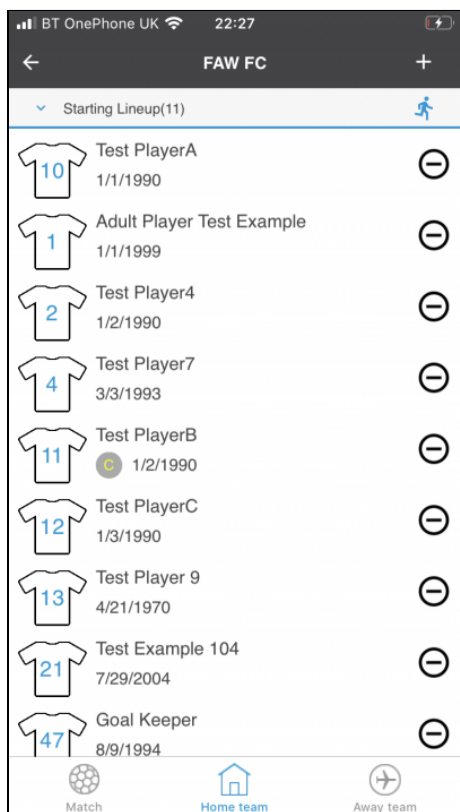 BT OnePhone UK 22:27
FAW FC
Starting Lineup(11)
10 Test PlayerA
1/1/1990
1 Adult Player Test Example
1/1/1999
2 Test Player4
1/2/1990
4 Test Player7
3/3/1993
11 Test PlayerB
C 1/2/1990
12 Test PlayerC
1/3/1990
13 Test Player 9
4/21/1970
21 Test Example 104
7/29/2004
47 Goal Keeper
8/9/1994
Match Home team Away team